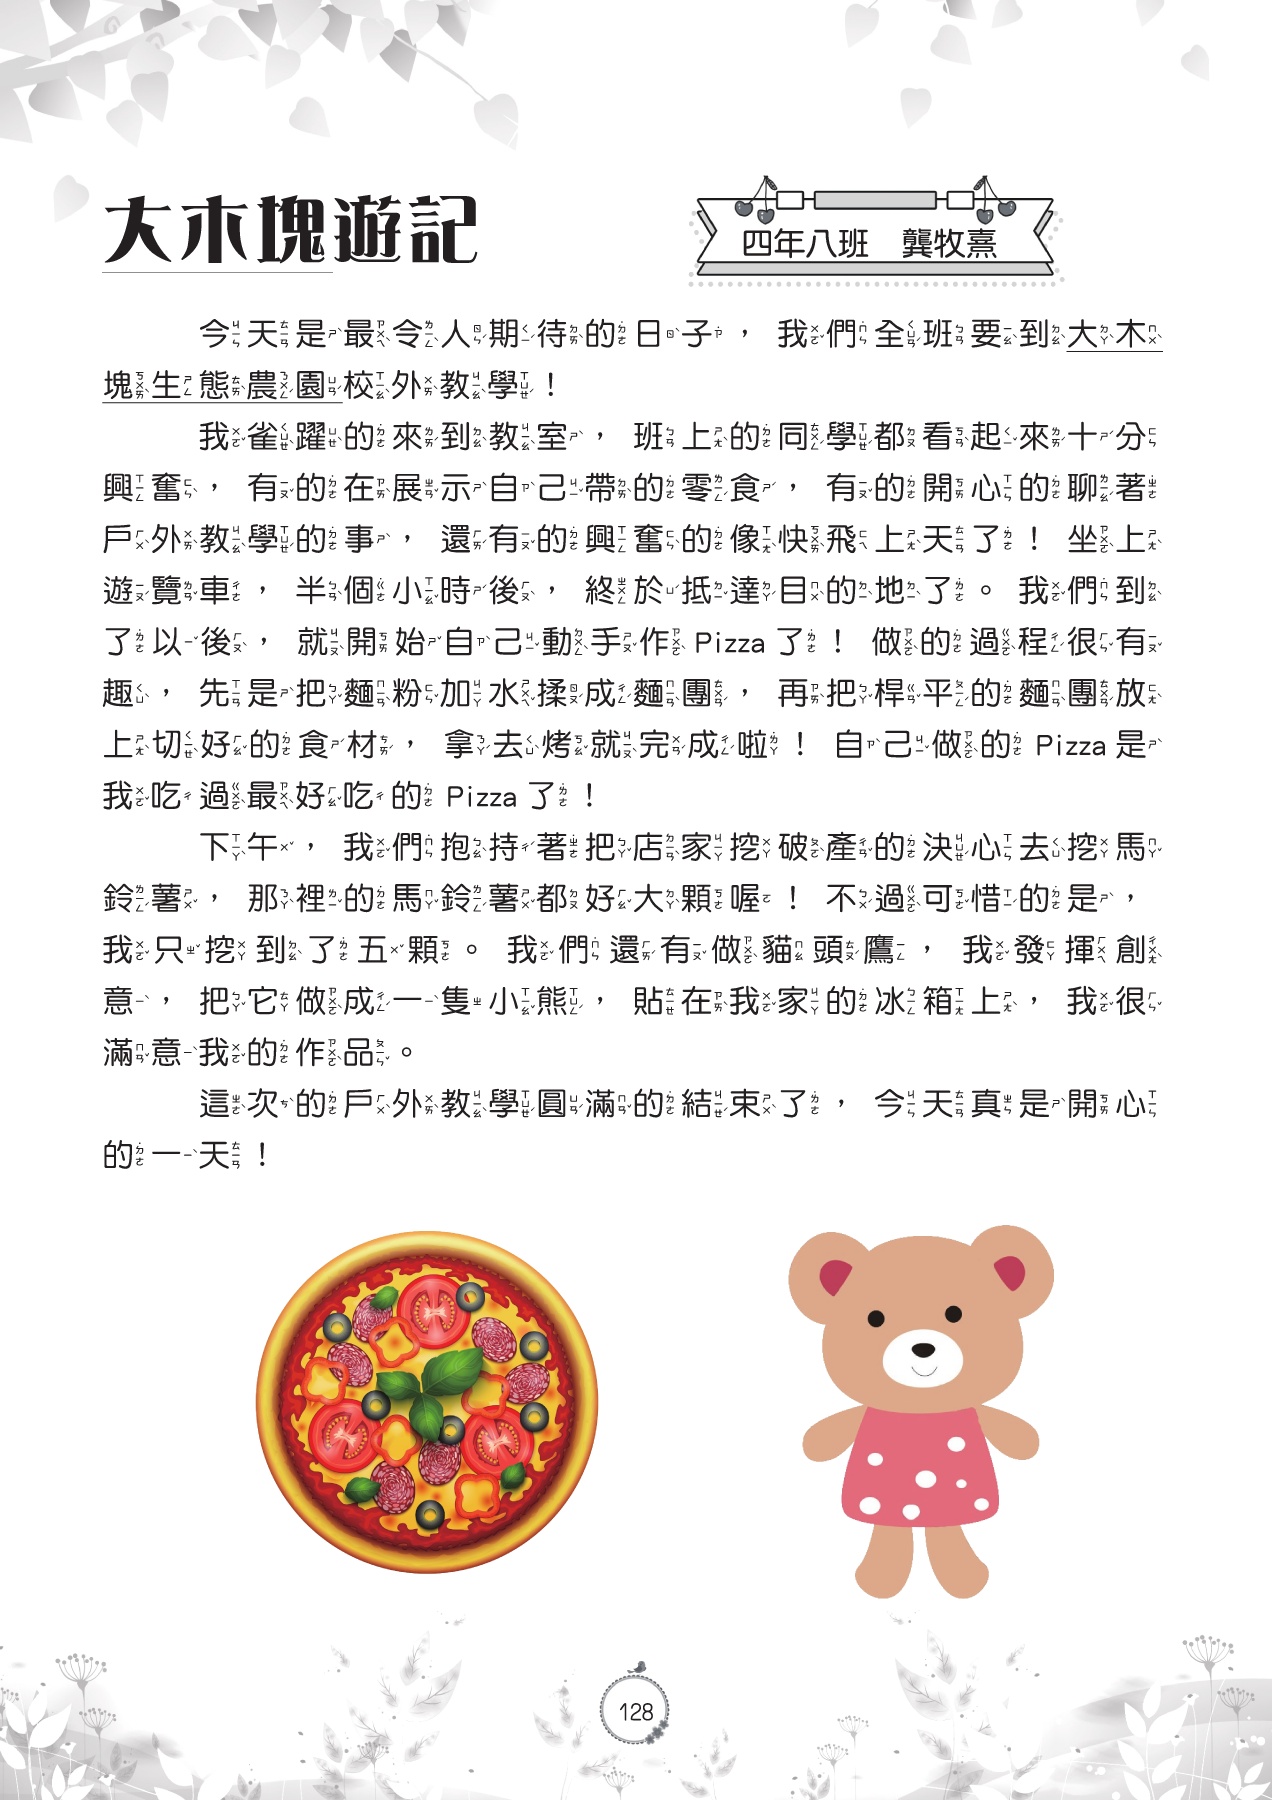 大木塊遊記
四年八班　龔牧熹
今天是最令人期待的日子，我們全班要到大木
塊生態農園校外教學！
我雀躍的來到教室，班上的同學都看起來十分
興奮，有的在展示自己帶的零食，有的開心的聊著
戶外教學的事，還有的興奮的像快飛上天了！坐上
遊覽車，半個小時後，終於抵達目的地了。我們到
了以後，就開始自己動手作Pizza了！做的過程很有
趣，先是把麵粉加水揉成麵團，再把桿平的麵團放
上切好的食材，拿去烤就完成啦！自己做的Pizza是
我吃過最好吃的Pizza了！
下午，我們抱持著把店家挖破產的決心去挖馬
鈴薯，那裡的馬鈴薯都好大顆喔！不過可惜的是，
我只挖到了五顆。我們還有做貓頭鷹，我發揮創
意，把它做成一隻小熊，貼在我家的冰箱上，我很
滿意我的作品。
這次的戶外教學圓滿的結束了，今天真是開心
的一天！
128